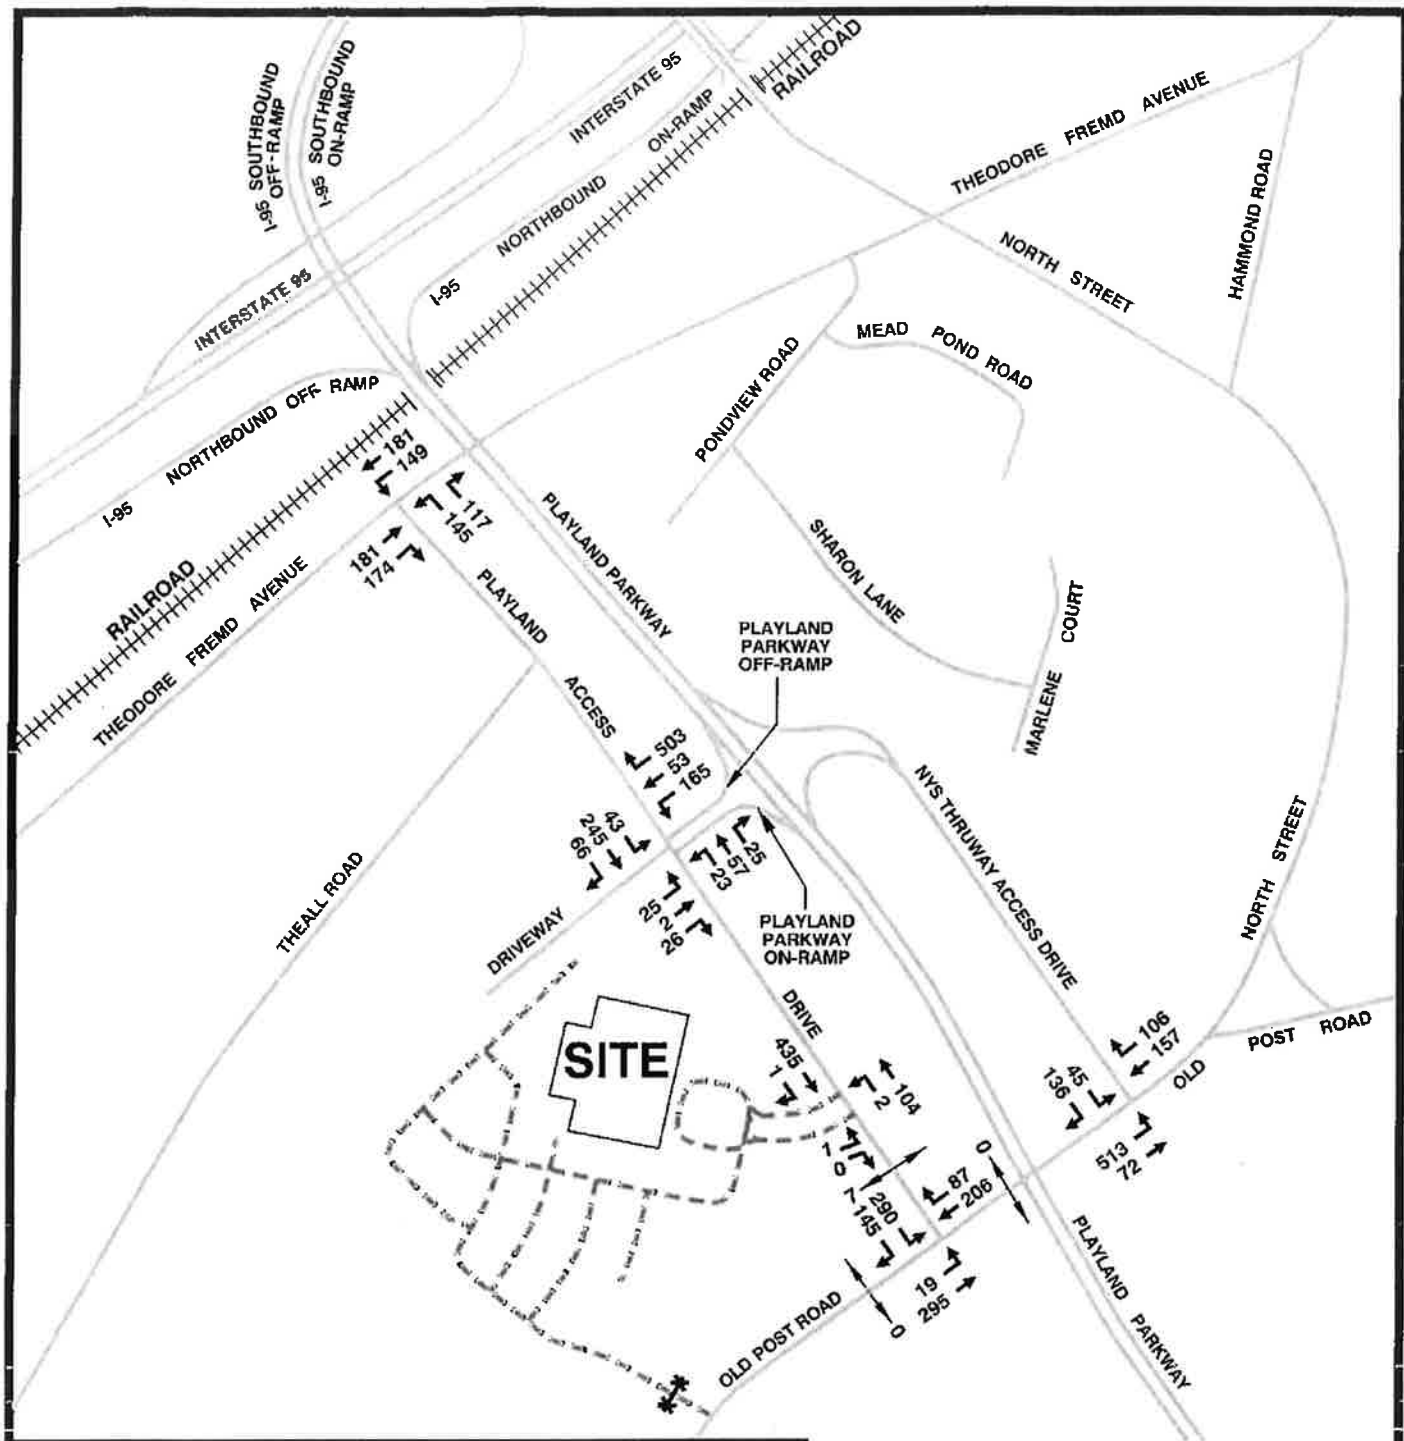 I-95 SOUTHBOUND
OFF-RAMP
I-95 SOUTHBOUND
ON-RAMP
INTERSTATE 95
RAILROAD
I-95 NORTHBOUND ON-RAMP
THEODORE FREMD AVENUE
HAMMOND ROAD
NORTH STREET
INTERSTATE 95
MEAD POND ROAD
PONDVIEW ROAD
I-95 NORTHBOUND OFF RAMP
181
149
117
145
181
174
RAILROAD
THEODORE FREMD AVENUE
PLAYLAND PARKWAY
SHARON LANE
MARLENE COURT
PLAYLAND ACCESS DRIVE
PLAYLAND
PARKWAY
OFF-RAMP
503
53
165
43
245
66
25
57
23
25
2
26
NYS THRUWAY ACCESS DRIVE
NORTH STREET
THEALL ROAD
DRIVEWAY
PLAYLAND
PARKWAY
ON-RAMP
SITE
435
1
104
2
1
0
7
290
145
87
206
0
45
136
106
157
OLD POST ROAD
513
72
19
295
0
OLD POST ROAD
PLAYLAND PARKWAY